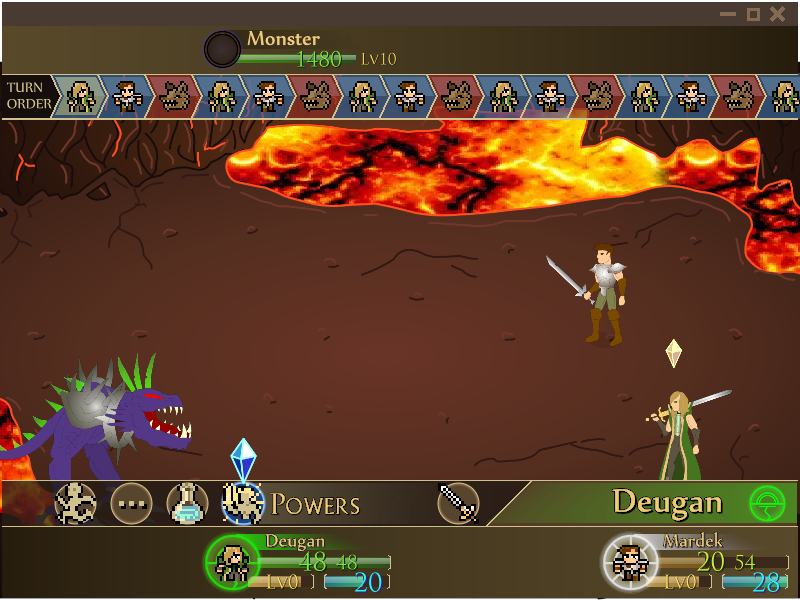 Monster
1480 Lv10
TURN
ORDER
... Powers
Deugan
Deugan
48 48
Lv0 20
Mardek
20 54
Lv0 28